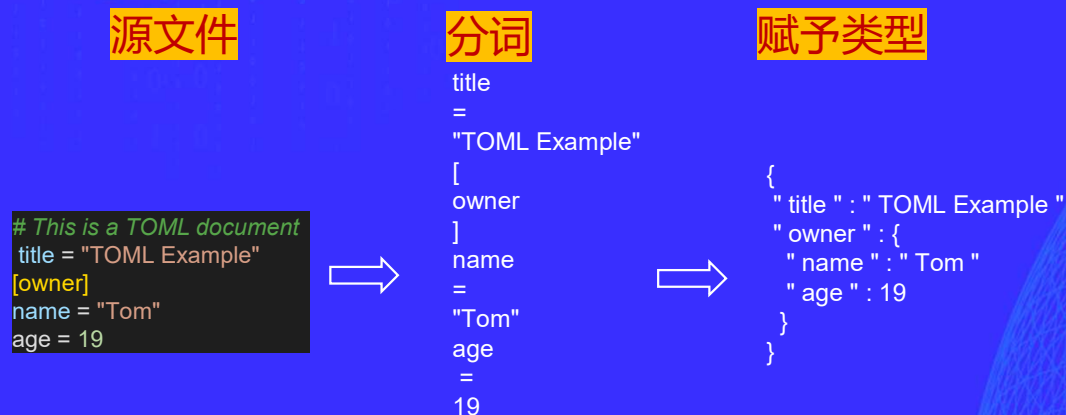 源文件
# This is a TOML document
title = "TOML Example"
[owner]
name = "Tom"
age = 19
分词
title
=
"TOML Example"
[
owner
]
name
=
"Tom"
age
=
19
赋予类型
{
" title " : " TOML Example "
" owner " : {
" name " : " Tom "
" age " : 19
}
}